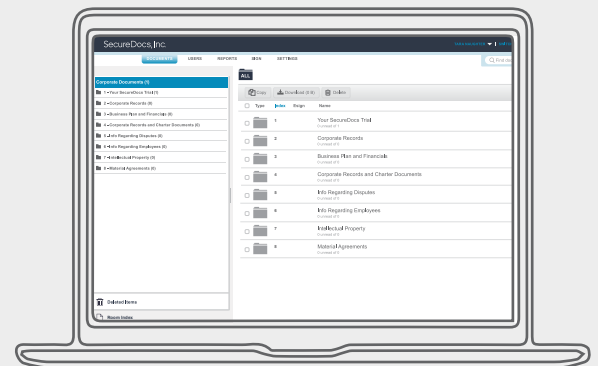 SecureDocs, Inc.
DOCUMENTS USERS REPORTS SIGN SETTINGS
Corporate Documents (1)
1 - Your SecureDocs Trial (1)
2 - Corporate Records (0)
3 - Business Plan and Financials (0)
4 - Corporate Records and Charter Documents (0)
5 - Info Regarding Disputes (0)
6 - Info Regarding Employees (0)
7 - Intellectual Property (0)
8 - Material Agreements (0)
Deleted Items
Room Index
ALL
Copy Download (0 B) Delete
Type Index Esign Name
1 Your SecureDocs Trial
2 Corporate Records
3 Business Plan and Financials
4 Corporate Records and Charter Documents
5 Info Regarding Disputes
6 Info Regarding Employees
7 Intellectual Property
8 Material Agreements